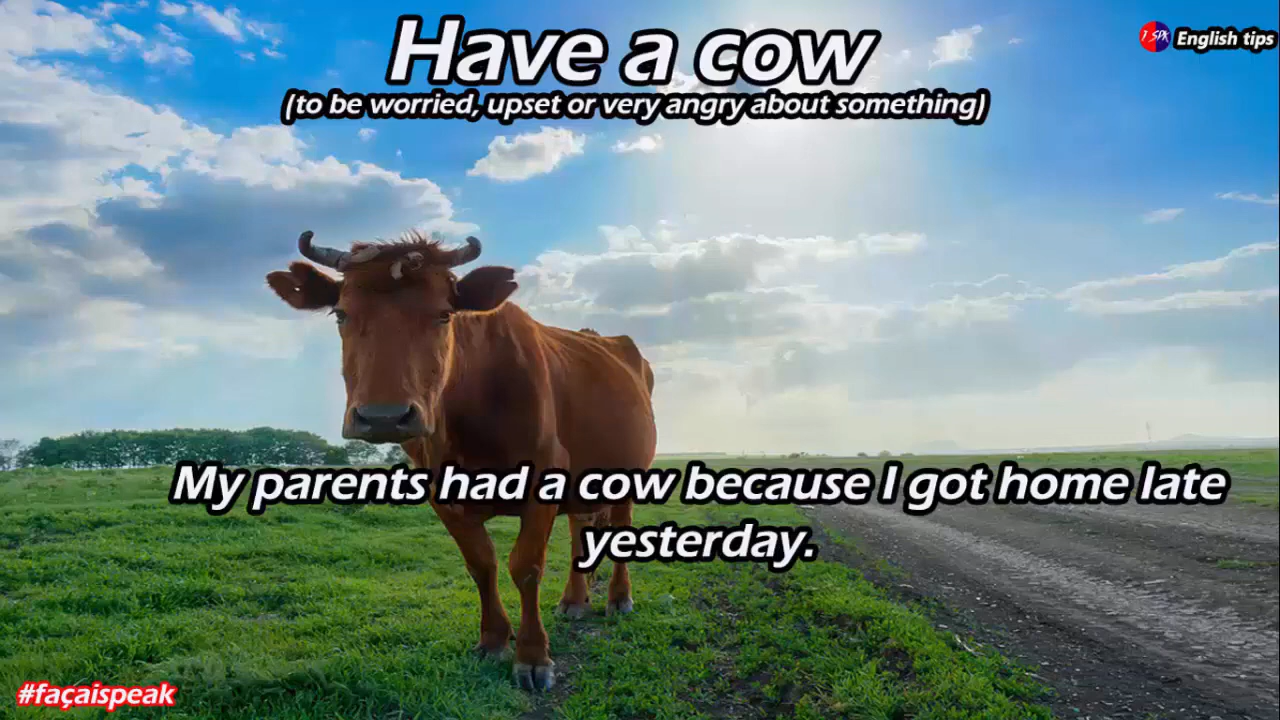 Have a cow
(to be worried, upset or very angry about something)
I SPK English tips
My parents had a cow because I got home late
yesterday.
#façaispeak